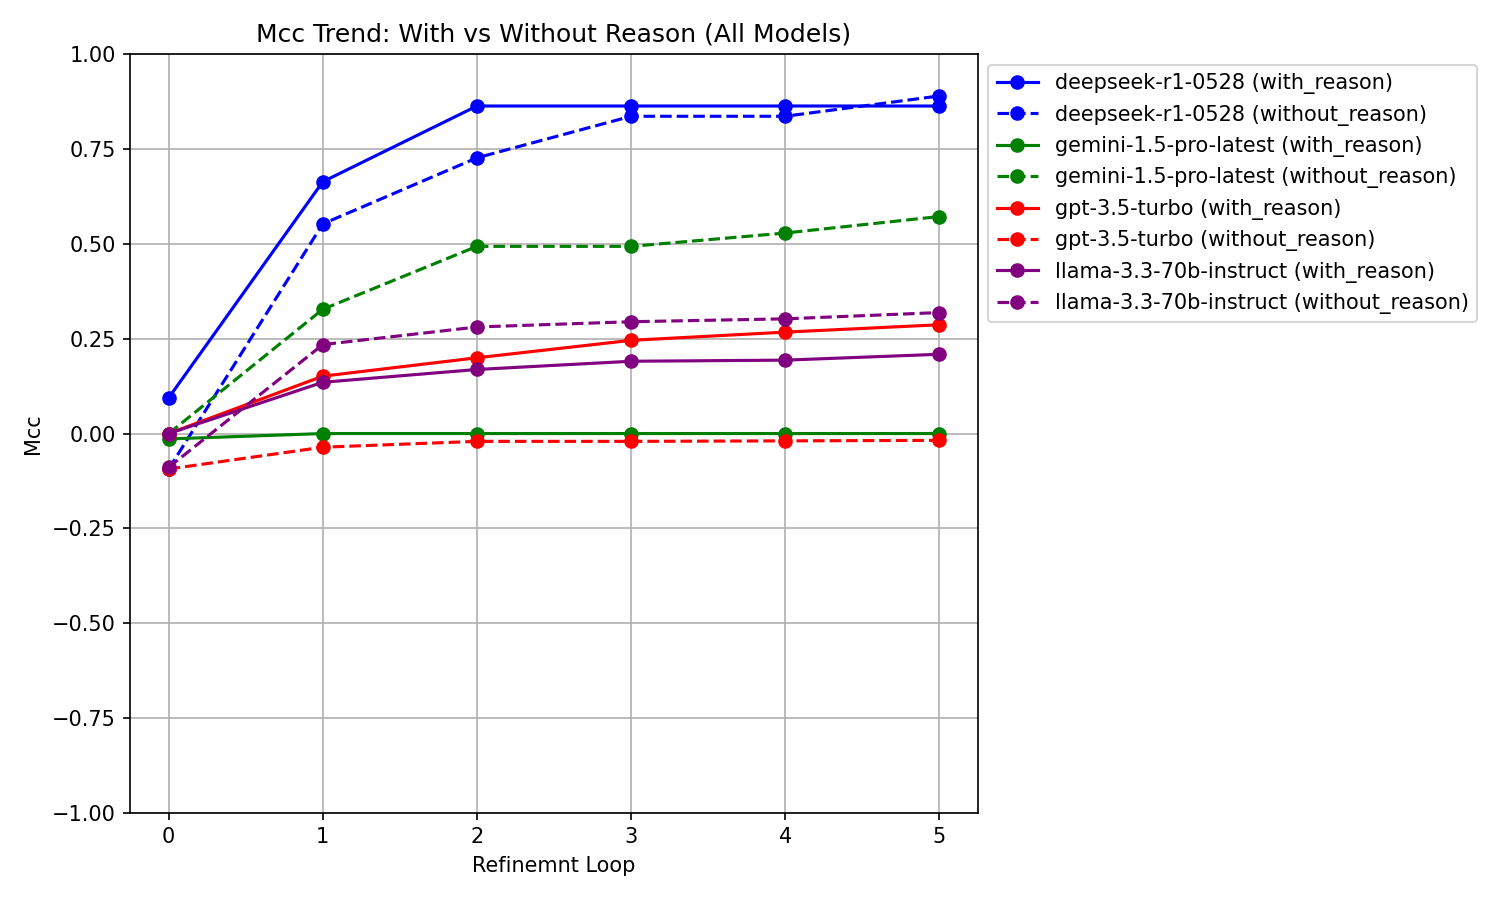 Mcc Trend: With vs Without Reason (All Models)
1.00
0.75
0.50
0.25
0.00
−0.25
−0.50
−0.75
−1.00
Mcc
0 1 2 3 4 5
Refinemnt Loop
deepseek-r1-0528 (with_reason)
deepseek-r1-0528 (without_reason)
gemini-1.5-pro-latest (with_reason)
gemini-1.5-pro-latest (without_reason)
gpt-3.5-turbo (with_reason)
gpt-3.5-turbo (without_reason)
llama-3.3-70b-instruct (with_reason)
llama-3.3-70b-instruct (without_reason)